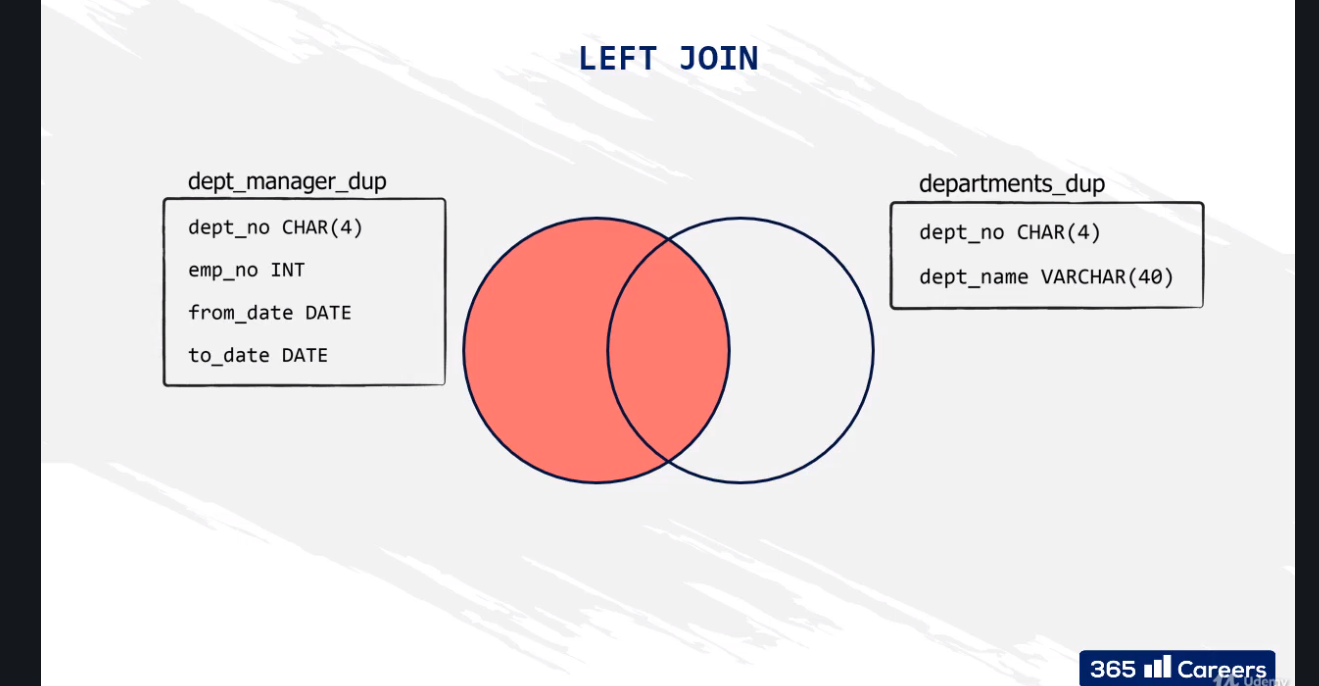 LEFT JOIN
dept_manager_dup
dept_no CHAR(4)
emp_no INT
from_date DATE
to_date DATE
departments_dup
dept_no CHAR(4)
dept_name VARCHAR(40)
365 Careers
Udemy